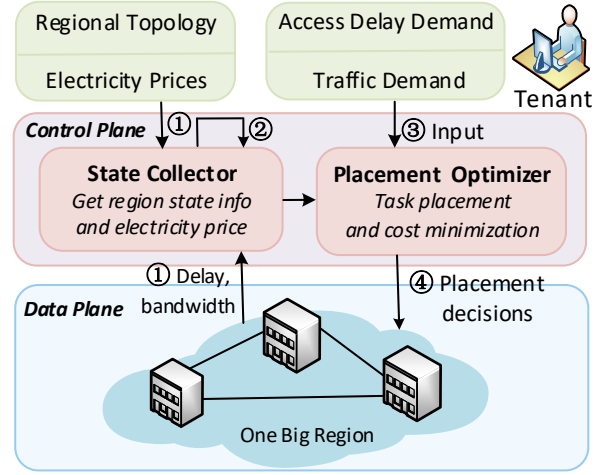 Regional Topology
Electricity Prices
Access Delay Demand
Traffic Demand
Tenant
Control Plane
①
②
③ Input
State Collector
Get region state info
and electricity price
Placement Optimizer
Task placement
and cost minimization
① Delay,
bandwidth
④ Placement
decisions
Data Plane
One Big Region